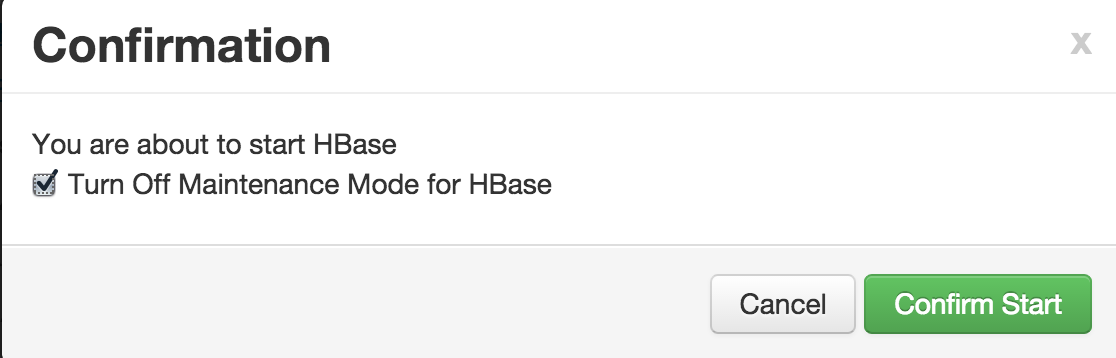 Confirmation
x
You are about to start HBase
Turn Off Maintenance Mode for HBase
Cancel
Confirm Start